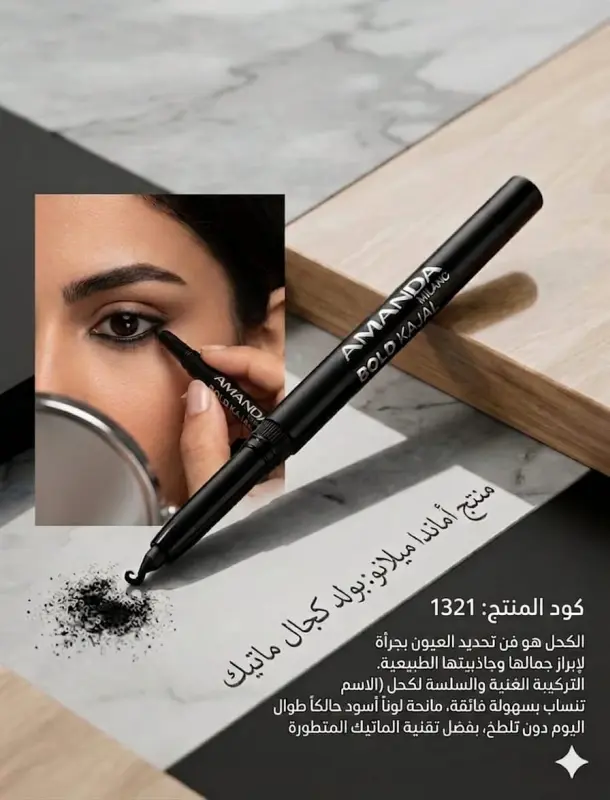 AMANDA
MILANO
BOLD KAJAL
AMANDA
BOLD KAJAL
منتج أماندا ميلانو: بولد كجال ماتيك
كود المنتج: 1321
الكحل هو فن تحديد العيون بجرأة
لإبراز جمالها وجاذبيتها الطبيعية.
التركيبة الغنية والسلسة لكحل (الاسم
تنساب بسهولة فائقة، مانحة لوناً أسود حالكاً طوال
اليوم دون تلطخ، بفضل تقنية الماتيك المتطورة